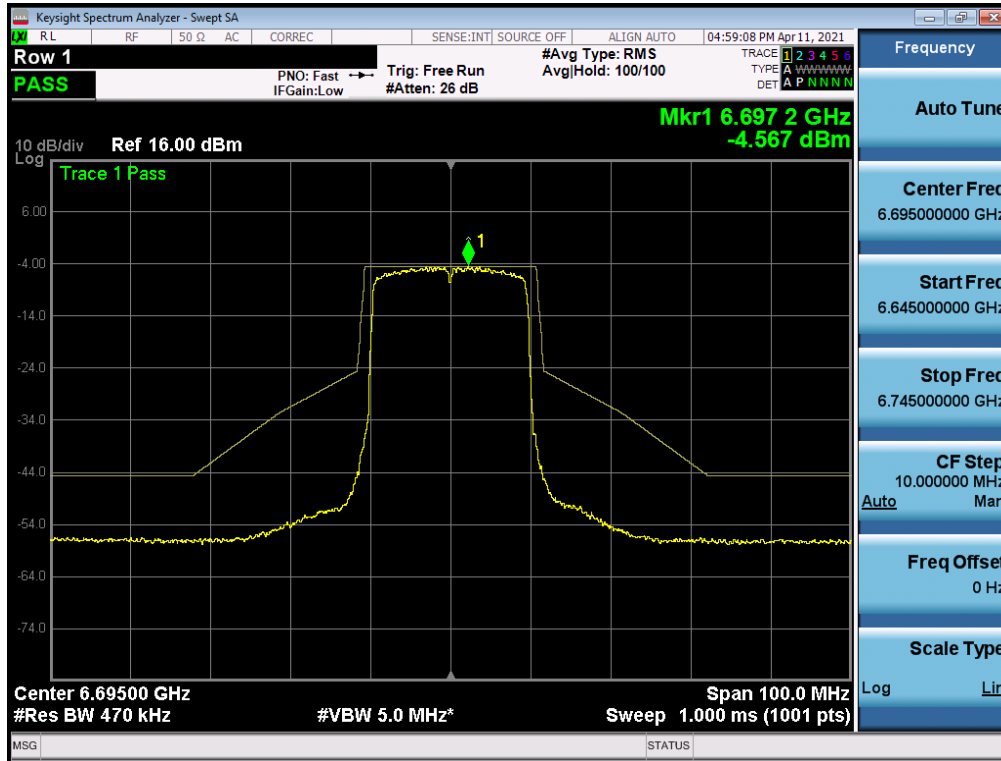 Keysight Spectrum Analyzer - Swept SA
LXI RL RF 50 Ω AC CORREC SENSE:INT SOURCE OFF ALIGN AUTO 04:59:08 PM Apr 11, 2021
Row 1
PASS
PNO: Fast
IFGain:Low
Trig: Free Run
#Atten: 26 dB
#Avg Type: RMS
Avg|Hold: 100/100
TRACE 1 2 3 4 5 6
TYPE A WWWWW
DET A P N N N N
Mkr1 6.697 2 GHz
-4.567 dBm
10 dB/div Ref 16.00 dBm
Log
Trace 1 Pass
1
6.00
-4.00
-14.0
-24.0
-34.0
-44.0
-54.0
-64.0
-74.0
Center 6.69500 GHz Span 100.0 MHz
#Res BW 470 kHz #VBW 5.0 MHz* Sweep 1.000 ms (1001 pts)
MSG STATUS
Frequency
Auto Tune
Center Freq
6.695000000 GHz
Start Freq
6.645000000 GHz
Stop Freq
6.745000000 GHz
CF Step
10.000000 MHz
Auto Man
Freq Offset
0 Hz
Scale Type
Log Lin